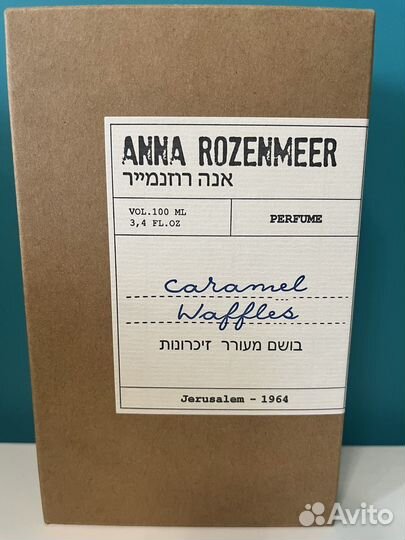 ANNA ROZENMEER
אנה רוזנמייר
VOL.100 ML
3,4 FL.OZ
PERFUME
Caramel
Waffles
בושם מעורר זיכרונות
Jerusalem - 1964
Avito